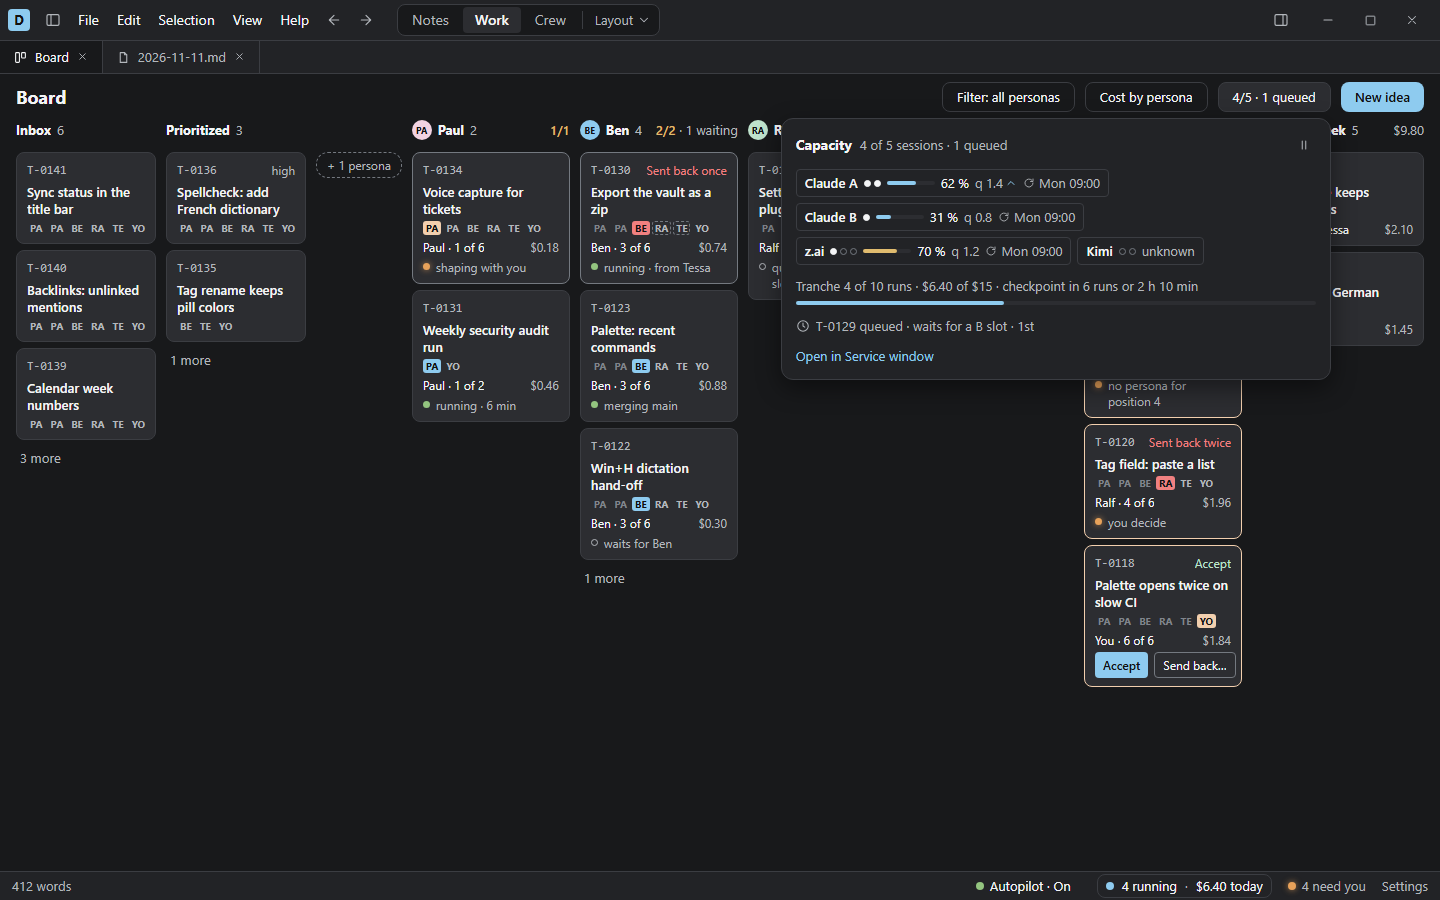 D File Edit Selection View Help Notes Work Crew Layout
Board 2026-11-11.md
Board Filter: all personas Cost by persona 4/5 · 1 queued New idea
Inbox 6
T-0141
Sync status in the
title bar
PA PA BE RA TE YO
T-0140
Backlinks: unlinked
mentions
PA PA BE RA TE YO
T-0139
Calendar week
numbers
PA PA BE RA TE YO
3 more
Prioritized 3
T-0136 high
Spellcheck: add
French dictionary
PA PA BE RA TE YO
T-0135
Tag rename keeps
pill colors
BE TE YO
1 more
+ 1 persona
PA Paul 2 1/1
T-0134
Voice capture for
tickets
PA PA BE RA TE YO
Paul · 1 of 6 $0.18
shaping with you
T-0131
Weekly security audit
run
PA YO
Paul · 1 of 2 $0.46
running · 6 min
BE Ben 4 2/2 · 1 waiting
T-0130 Sent back once
Export the vault as a
zip
PA PA BE RA TE YO
Ben · 3 of 6 $0.74
running · from Tessa
T-0123
Palette: recent
commands
PA PA BE RA TE YO
Ben · 3 of 6 $0.88
merging main
T-0122
Win+H dictation
hand-off
PA PA BE RA TE YO
Ben · 3 of 6 $0.30
waits for Ben
1 more
RA
PA
Ralf
Capacity 4 of 5 sessions · 1 queued
Claude A 62 % q 1.4 Mon 09:00
Claude B 31 % q 0.8 Mon 09:00
z.ai 70 % q 1.2 Mon 09:00 Kimi unknown
Tranche 4 of 10 runs · $6.40 of $15 · checkpoint in 6 runs or 2 h 10 min
T-0129 queued · waits for a B slot · 1st
Open in Service window
no persona for
position 4
T-0120 Sent back twice
Tag field: paste a list
PA PA BE RA TE YO
Ralf · 4 of 6 $1.96
you decide
T-0118 Accept
Palette opens twice on
slow CI
PA PA BE RA TE YO
You · 6 of 6 $1.84
Accept Send back...
5 $9.80
keeps
$2.10
German
$1.45
412 words Autopilot · On 4 running · $6.40 today 4 need you Settings